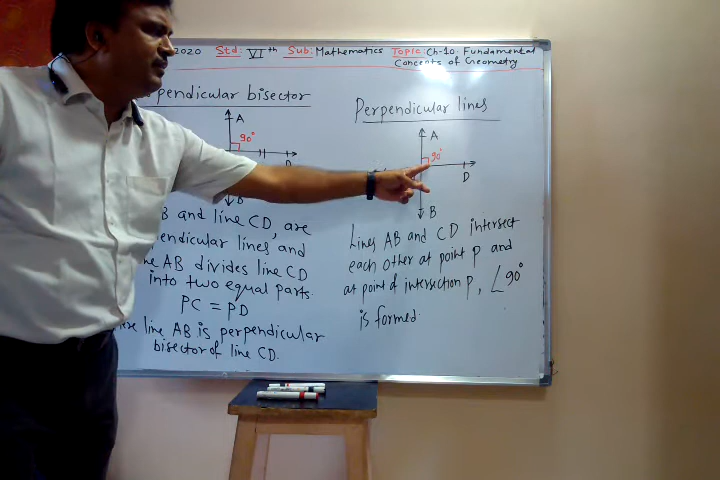 2020 Std: VIth Sub: Mathematics Topic: Ch-10: Fundamental
Concepts of Geometry
pendicular bisector
A
90°
D
B and line CD, are
endicular lines and
ne AB divides line CD
into two equal parts.
PC = PD
ere line AB is perpendicular
bisector of line CD.
Perpendicular lines
A
90°
D
B
Lines AB and CD intersect
each other at point P and
at point of intersection P, ∠90°
is formed.